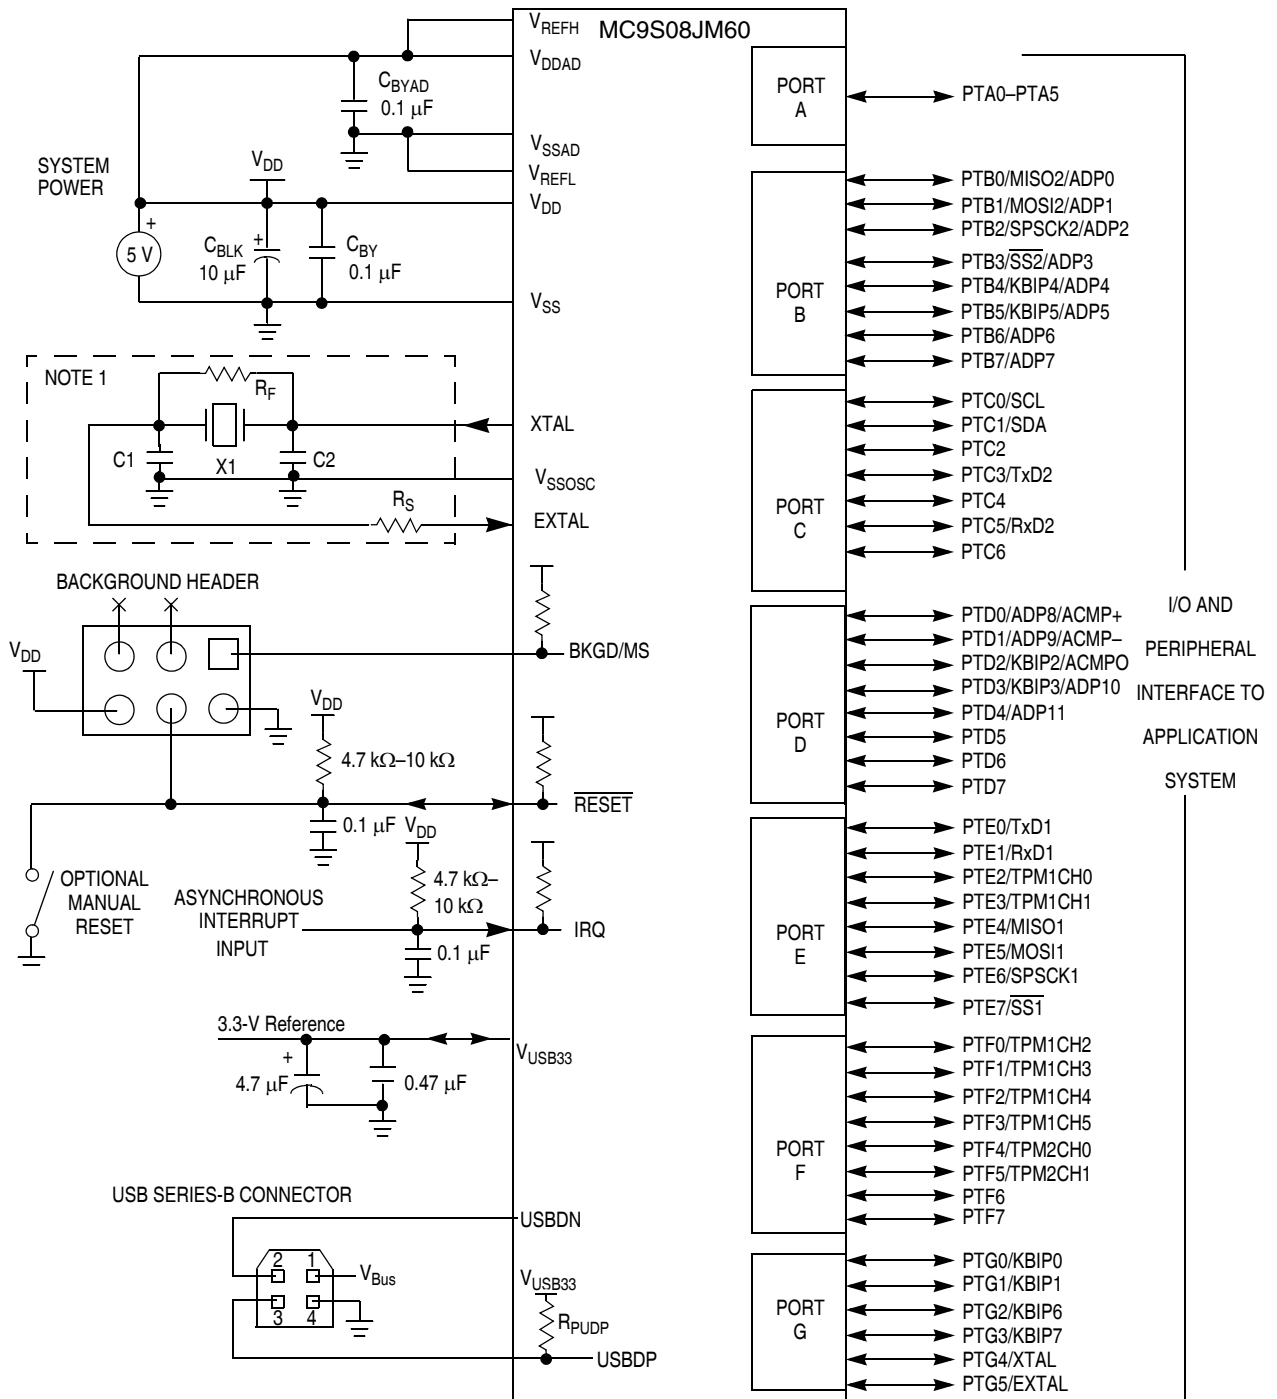 MC9S08JM60
VREFH
VDDAD
CBYAD
0.1 μF
VSSAD
VREFL
SYSTEM
POWER
VDD
VDD
+
5 V
CBLK
+
10 μF
CBY
0.1 μF
VSS
NOTE 1
RF
C1
X1
C2
XTAL
VSSOSC
RS
EXTAL
BACKGROUND HEADER
VDD
BKGD/MS
VDD
4.7 kΩ–10 kΩ
RESET
0.1 μF
VDD
OPTIONAL
MANUAL
RESET
ASYNCHRONOUS
INTERRUPT
INPUT
4.7 kΩ–
10 kΩ
IRQ
0.1 μF
3.3-V Reference
VUSB33
+
4.7 μF
0.47 μF
USB SERIES-B CONNECTOR
USBDN
2 1
VBus
3 4
VUSB33
RPUDP
USBDP
PORT
A
PTA0–PTA5
PORT
B
PTB0/MISO2/ADP0
PTB1/MOSI2/ADP1
PTB2/SPSCK2/ADP2
PTB3/SS2/ADP3
PTB4/KBIP4/ADP4
PTB5/KBIP5/ADP5
PTB6/ADP6
PTB7/ADP7
PORT
C
PTC0/SCL
PTC1/SDA
PTC2
PTC3/TxD2
PTC4
PTC5/RxD2
PTC6
PORT
D
PTD0/ADP8/ACMP+
PTD1/ADP9/ACMP–
PTD2/KBIP2/ACMPO
PTD3/KBIP3/ADP10
PTD4/ADP11
PTD5
PTD6
PTD7
PORT
E
PTE0/TxD1
PTE1/RxD1
PTE2/TPM1CH0
PTE3/TPM1CH1
PTE4/MISO1
PTE5/MOSI1
PTE6/SPSCK1
PTE7/SS1
PORT
F
PTF0/TPM1CH2
PTF1/TPM1CH3
PTF2/TPM1CH4
PTF3/TPM1CH5
PTF4/TPM2CH0
PTF5/TPM2CH1
PTF6
PTF7
PORT
G
PTG0/KBIP0
PTG1/KBIP1
PTG2/KBIP6
PTG3/KBIP7
PTG4/XTAL
PTG5/EXTAL
I/O AND
PERIPHERAL
INTERFACE TO
APPLICATION
SYSTEM